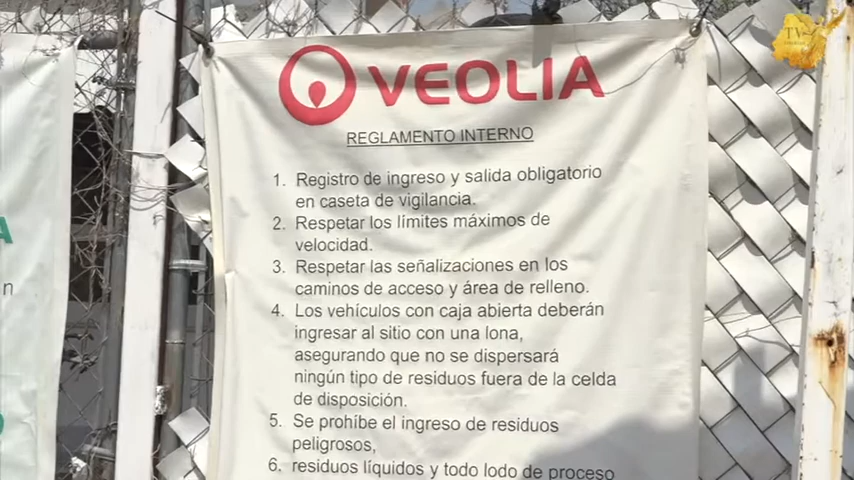 VEOLIA
REGLAMENTO INTERNO
1. Registro de ingreso y salida obligatorio
en caseta de vigilancia.
2. Respetar los límites máximos de
velocidad.
3. Respetar las señalizaciones en los
caminos de acceso y área de relleno.
4. Los vehículos con caja abierta deberán
ingresar al sitio con una lona,
asegurando que no se dispersará
ningún tipo de residuos fuera de la celda
de disposición.
5. Se prohíbe el ingreso de residuos
peligrosos,
6. residuos líquidos y todo lodo de proceso
A
n
TV